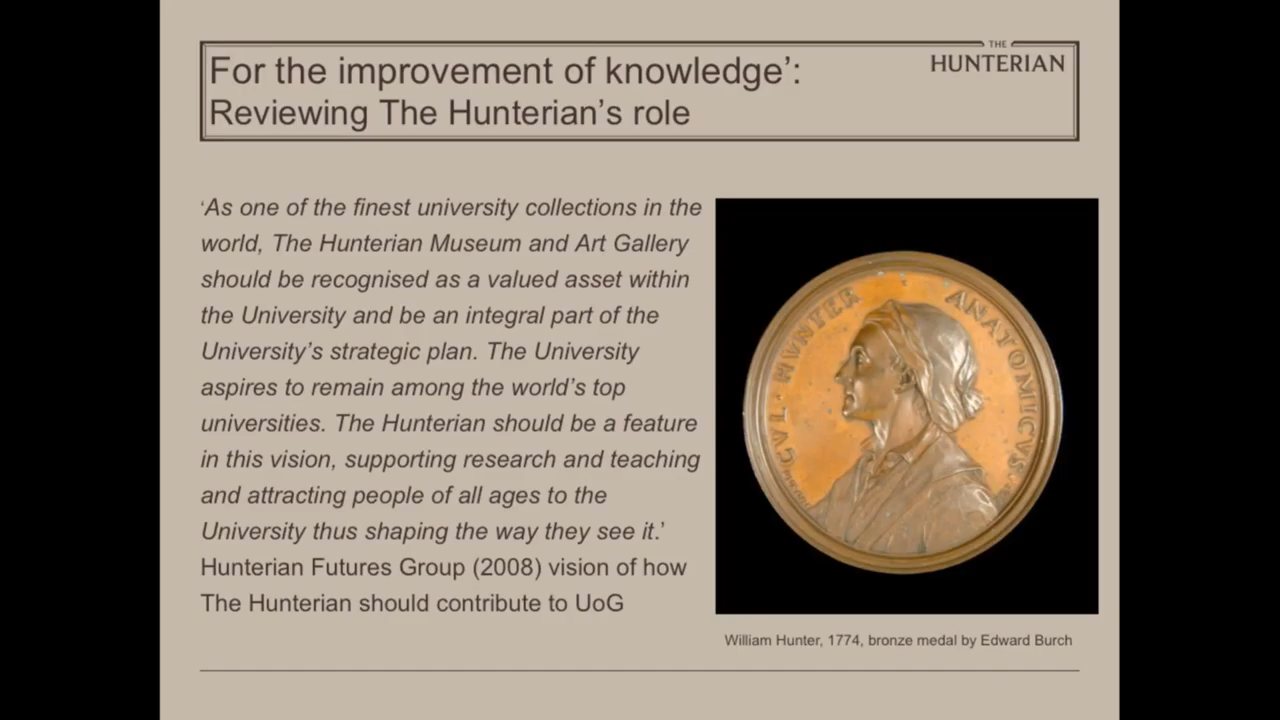 For the improvement of knowledge’:
Reviewing The Hunterian’s role
THE
HUNTERIAN
‘As one of the finest university collections in the
world, The Hunterian Museum and Art Gallery
should be recognised as a valued asset within
the University and be an integral part of the
University’s strategic plan. The University
aspires to remain among the world’s top
universities. The Hunterian should be a feature
in this vision, supporting research and teaching
and attracting people of all ages to the
University thus shaping the way they see it.’
Hunterian Futures Group (2008) vision of how
The Hunterian should contribute to UoG
GVL · HVNTER ANATOMICVS
William Hunter, 1774, bronze medal by Edward Burch